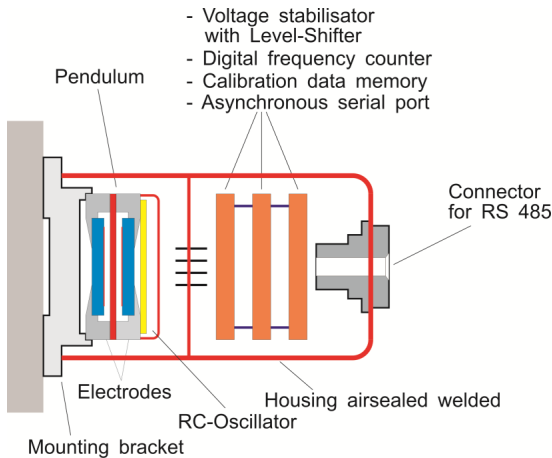 - Voltage stabilisator
with Level-Shifter
- Digital frequency counter
- Calibration data memory
- Asynchronous serial port
Pendulum
Connector
for RS 485
Electrodes
Housing airsealed welded
RC-Oscillator
Mounting bracket